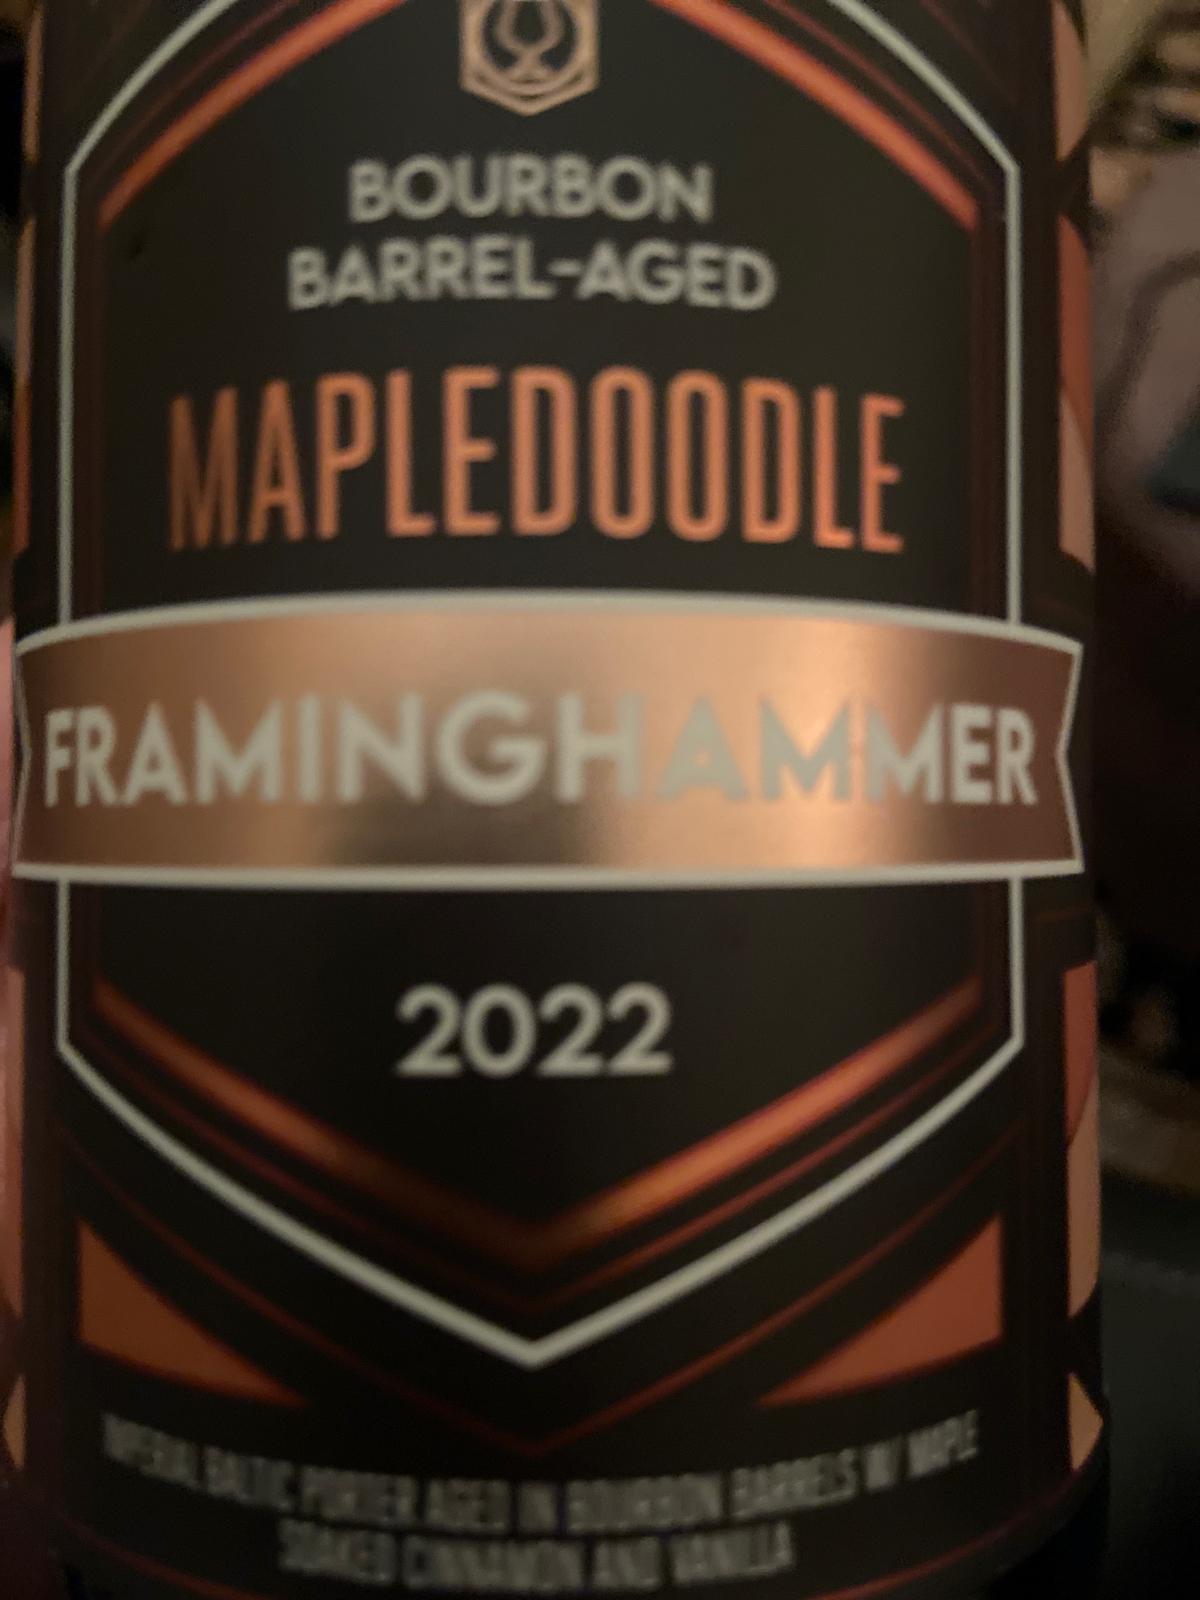 BOURBON
BARREL-AGED
MAPLEDOODLE
FRAMINGHAMMER
2022
IMPERIAL BALTIC PORTER AGED IN BOURBON BARRELS W/ MAPLE
SOAKED CINNAMON AND VANILLA